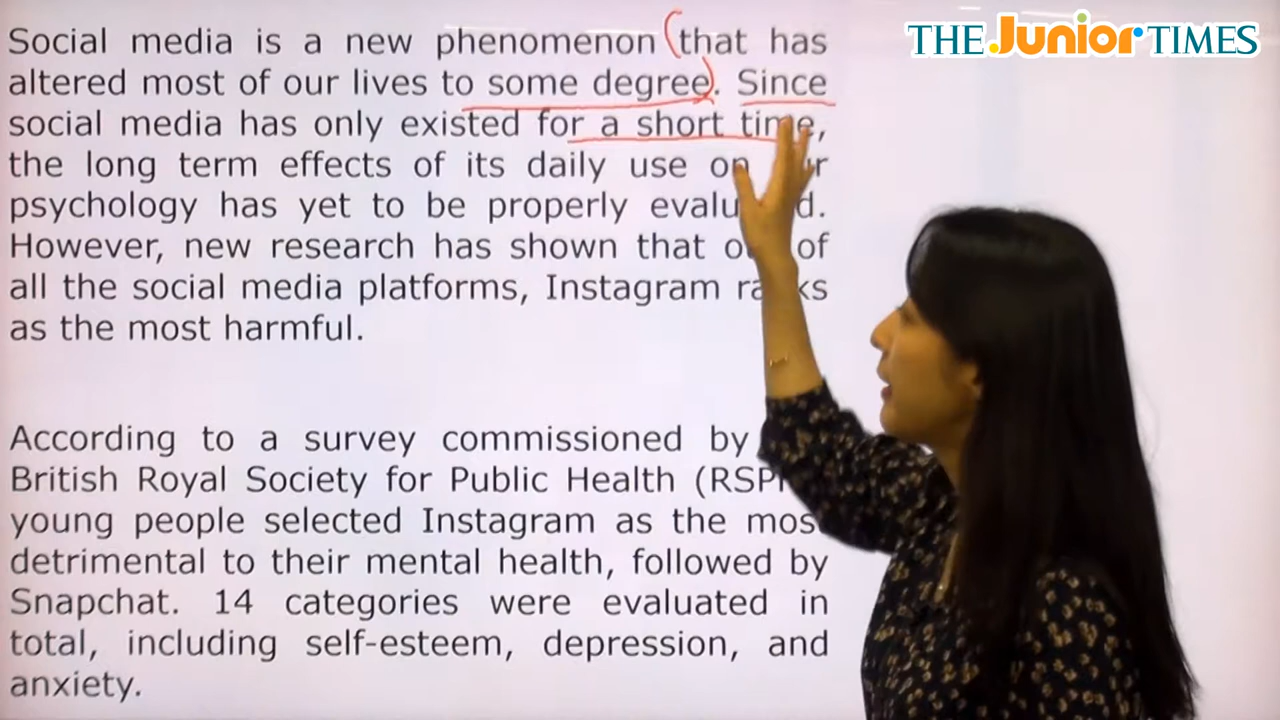 THE Junior TIMES
Social media is a new phenomenon (that has
altered most of our lives to some degree). Since
social media has only existed for a short time,
the long term effects of its daily use on
psychology has yet to be properly
However, new research has shown that of
all the social media platforms, Instagram ranks
as the most harmful.
According to a survey commissioned by
British Royal Society for Public Health (RSPH
young people selected Instagram as the most
detrimental to their mental health, followed by
Snapchat. 14 categories were evaluated in
total, including self-esteem, depression, and
anxiety.